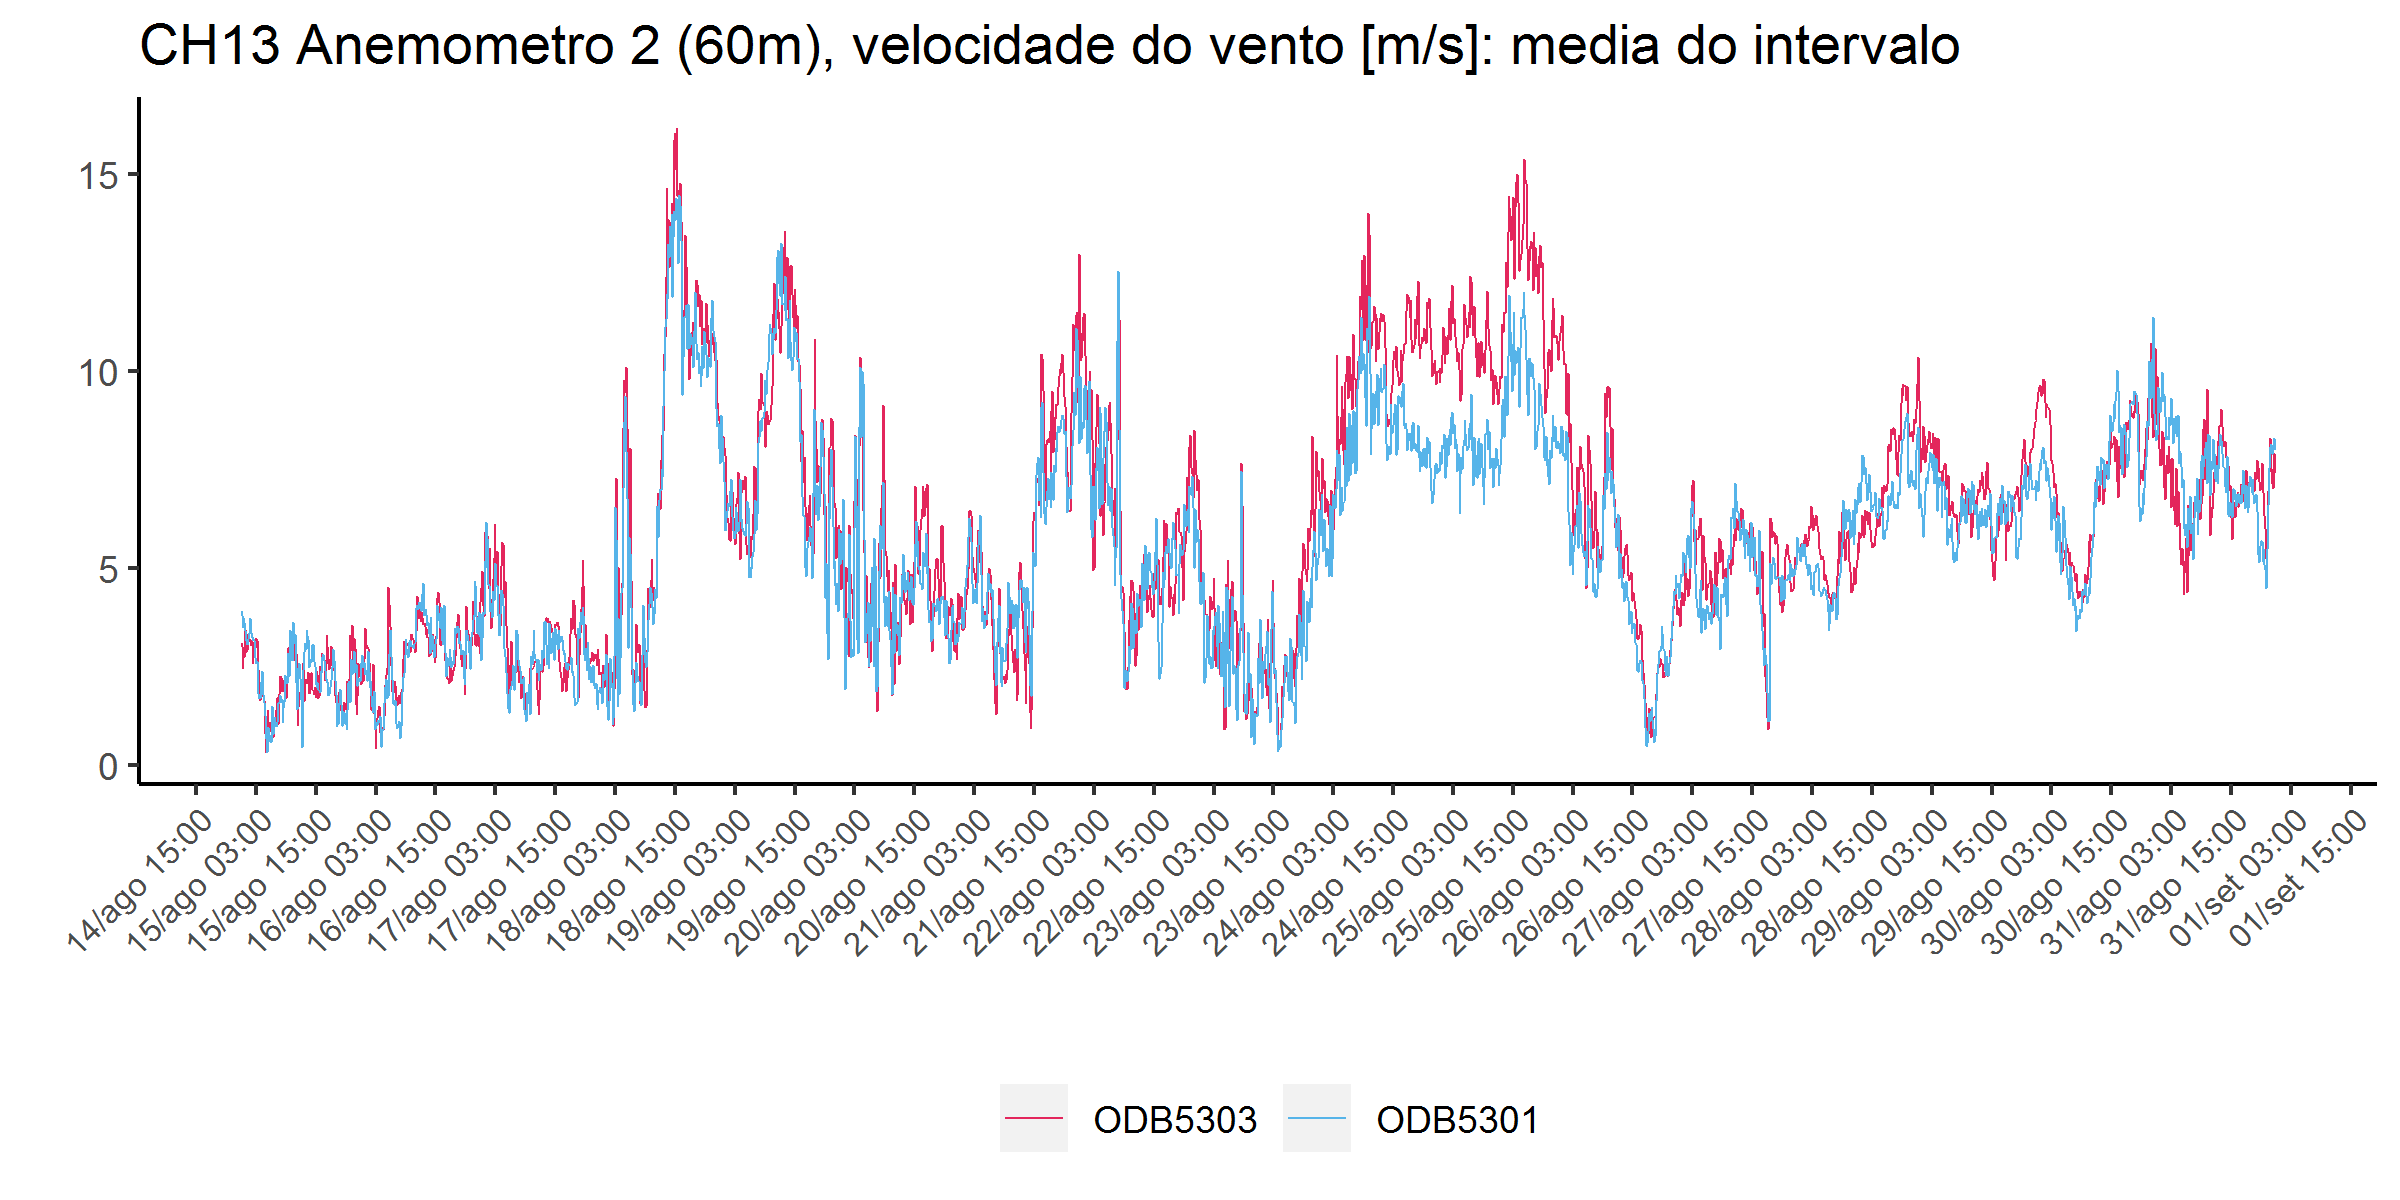 CH13 Anemometro 2 (60m), velocidade do vento [m/s]: media do intervalo
15
10
5
0
14/ago 15:00
15/ago 03:00
15/ago 15:00
16/ago 03:00
16/ago 15:00
17/ago 03:00
17/ago 15:00
18/ago 03:00
18/ago 15:00
19/ago 03:00
19/ago 15:00
20/ago 03:00
20/ago 15:00
21/ago 03:00
21/ago 15:00
22/ago 03:00
22/ago 15:00
23/ago 03:00
23/ago 15:00
24/ago 03:00
24/ago 15:00
25/ago 03:00
25/ago 15:00
26/ago 03:00
26/ago 15:00
27/ago 03:00
27/ago 15:00
28/ago 03:00
28/ago 15:00
29/ago 03:00
29/ago 15:00
30/ago 03:00
30/ago 15:00
31/ago 03:00
31/ago 15:00
01/set 03:00
01/set 15:00
ODB5303
ODB5301